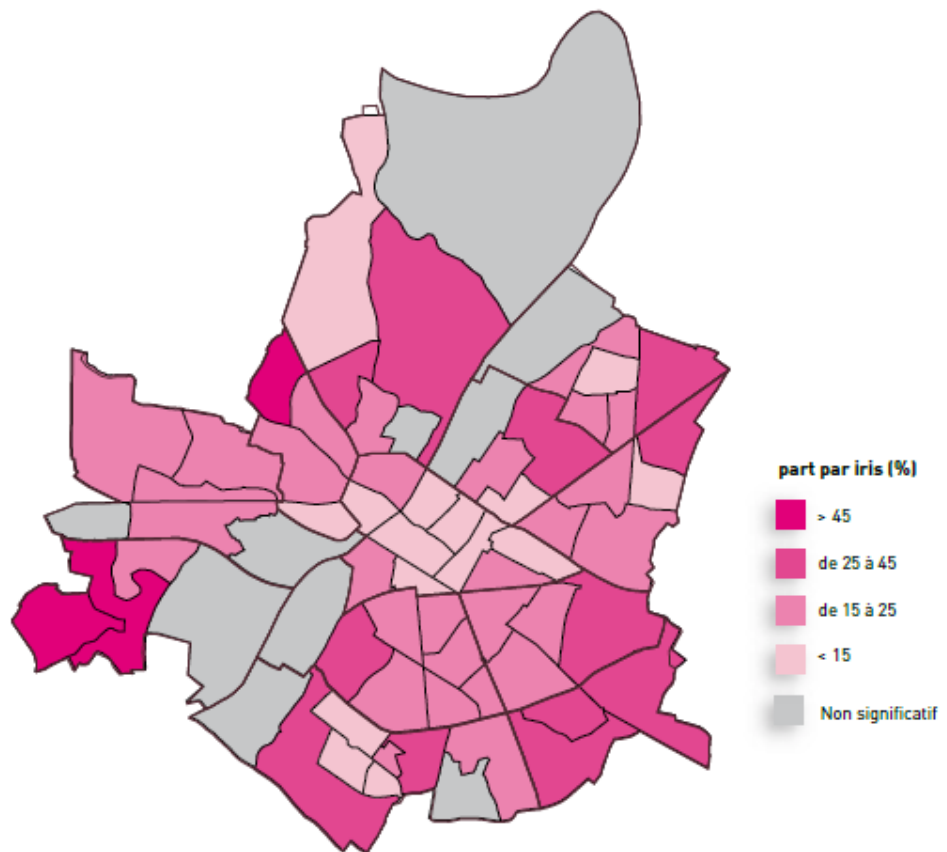 part par iris (%)
> 45
de 25 à 45
de 15 à 25
< 15
Non significatif